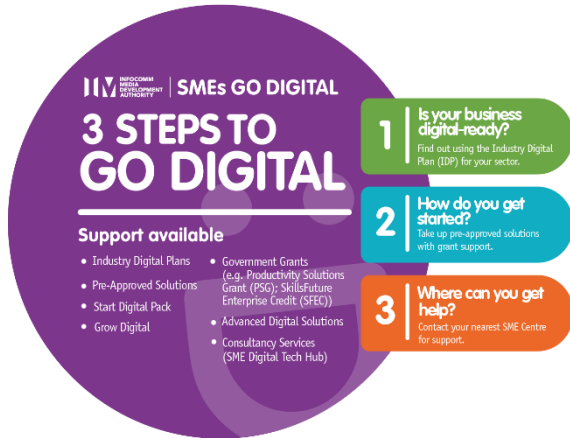 INFOCOMM
MEDIA
DEVELOPMENT
AUTHORITY
SMEs GO DIGITAL
3 STEPS TO
GO DIGITAL
Support available
• Industry Digital Plans
• Pre-Approved Solutions
• Start Digital Pack
• Grow Digital
• Government Grants
(e.g. Productivity Solutions
Grant (PSG); SkillsFuture
Enterprise Credit (SFEC))
• Advanced Digital Solutions
• Consultancy Services
(SME Digital Tech Hub)
1
Is your business
digital-ready?
Find out using the Industry Digital
Plan (IDP) for your sector.
2
How do you get
started?
Take up pre-approved solutions
with grant support.
3
Where can you get
help?
Contact your nearest SME Centre
for support.